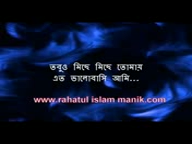 তবুও মিছে মিছে তোমায়
এত ভালোবাসি আমি...
www.rahatul islam manik.com